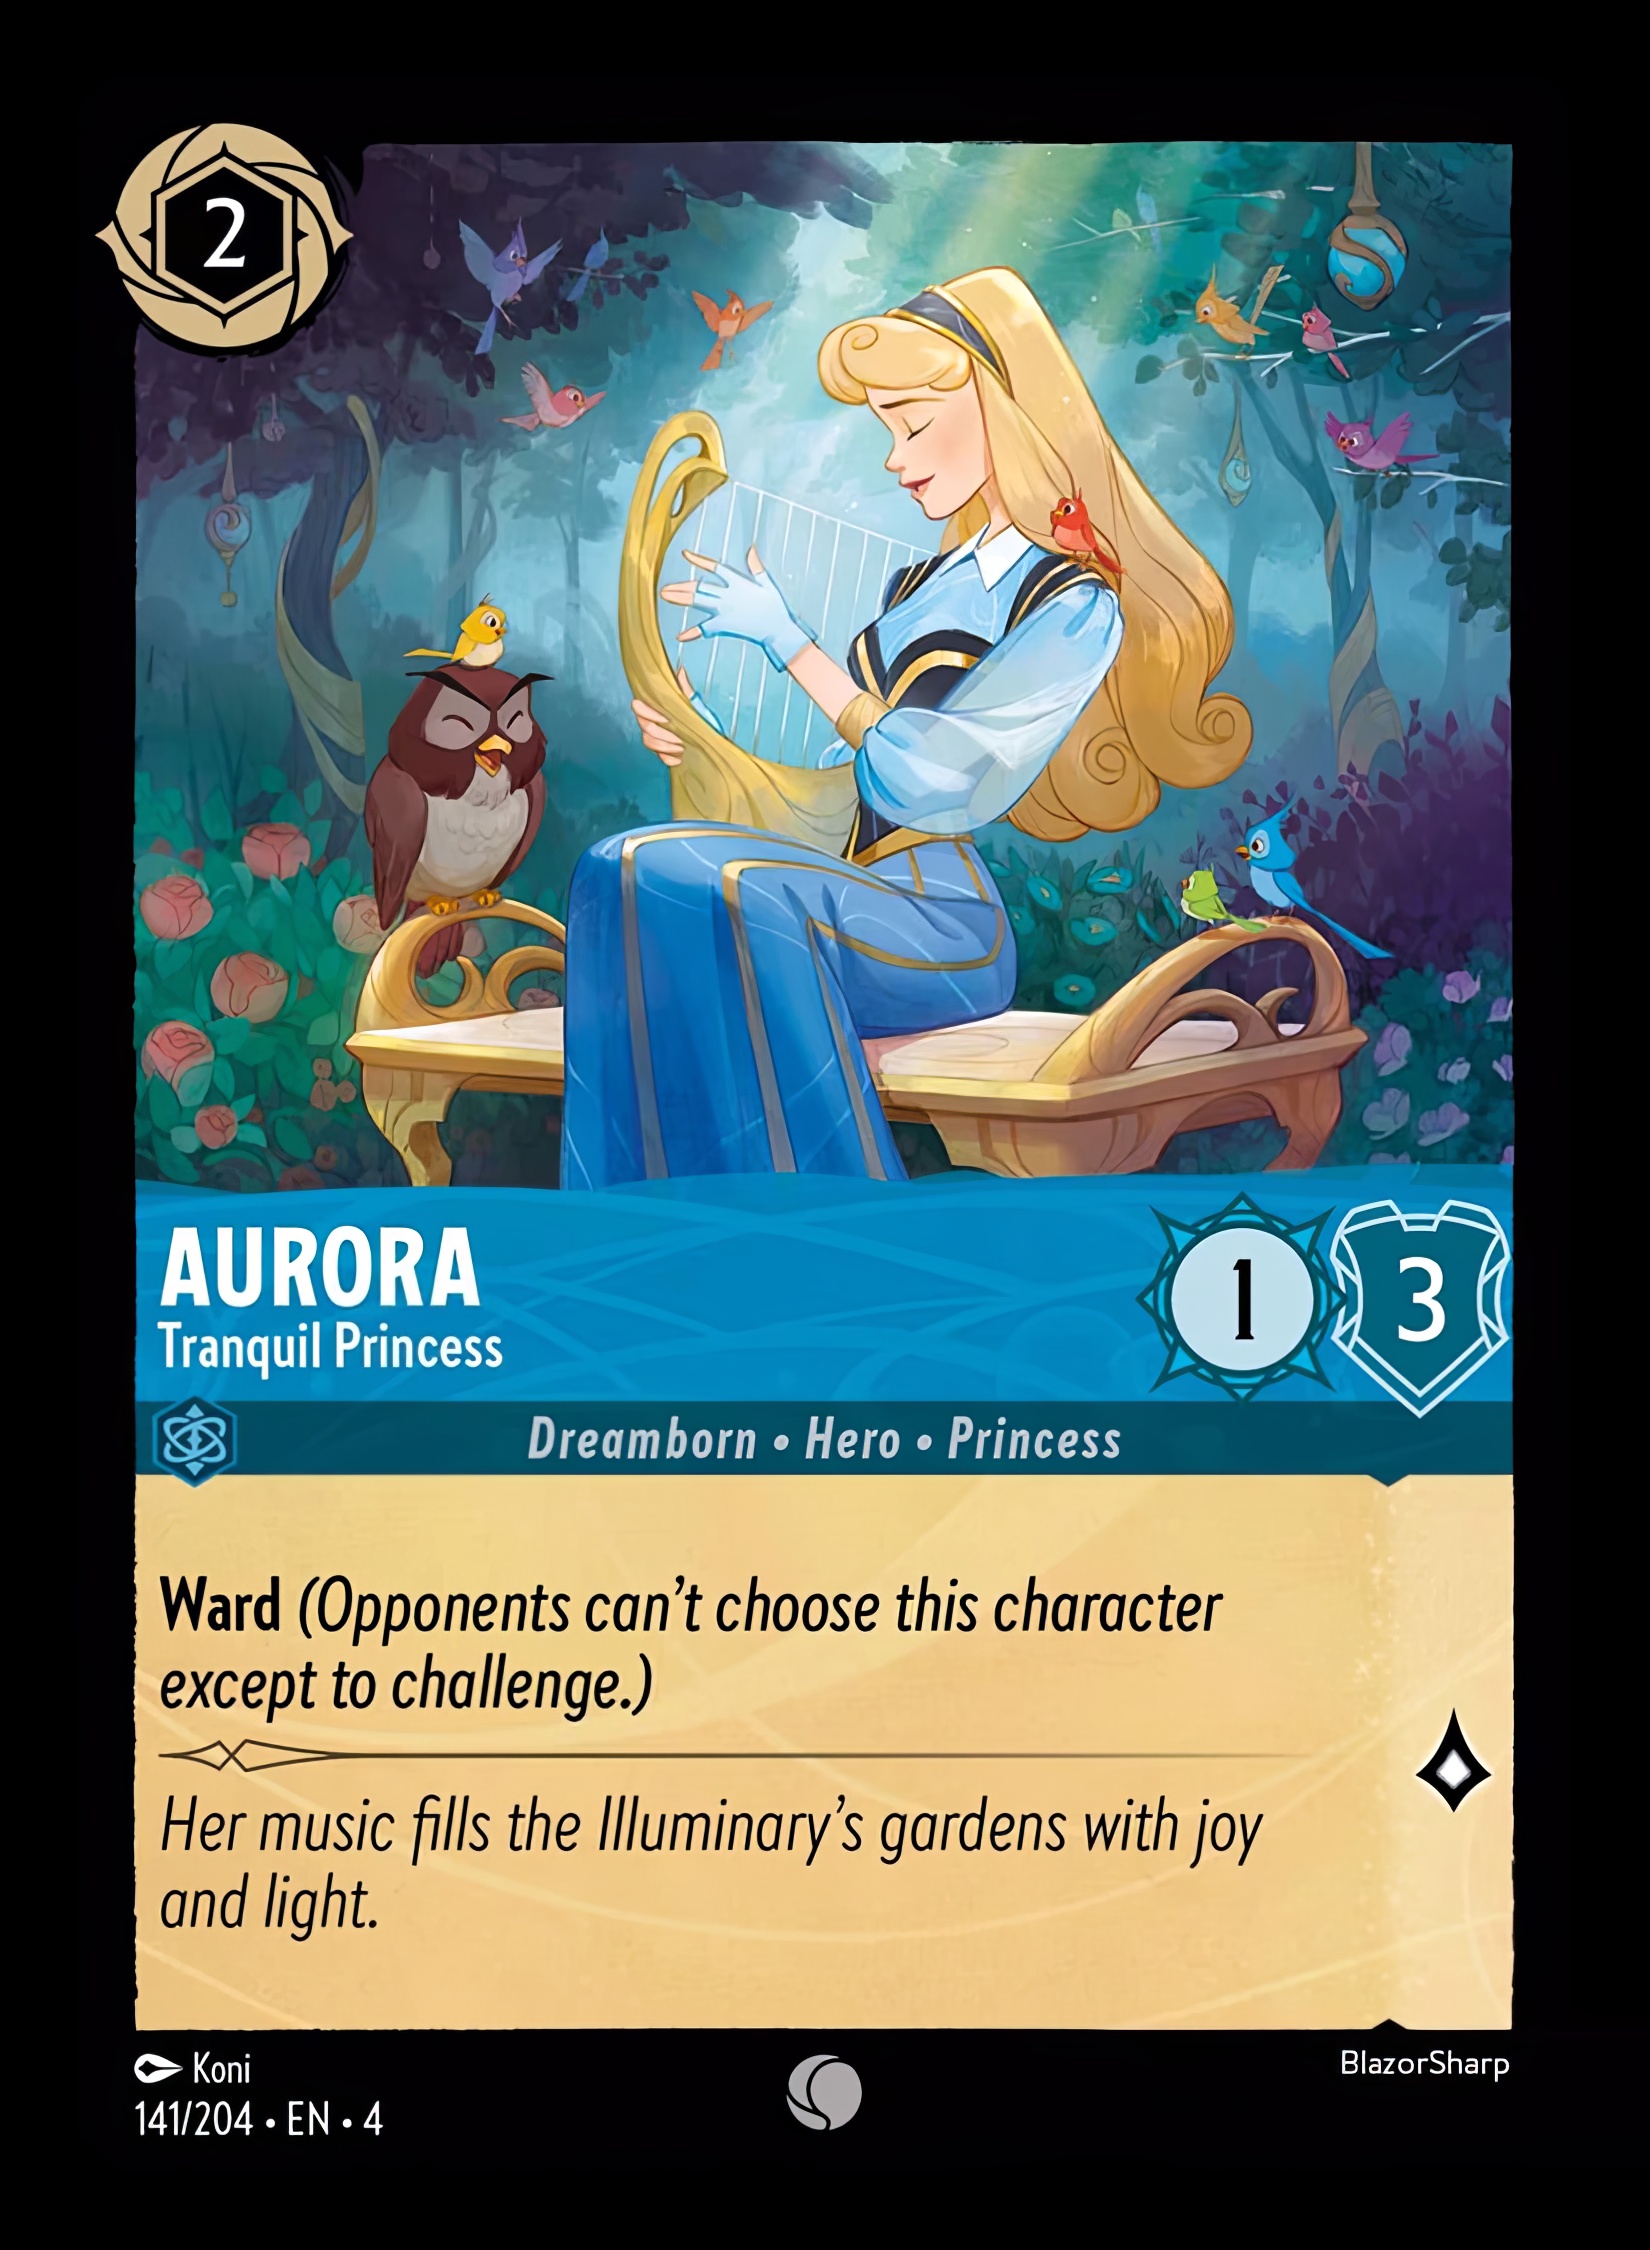 2
AURORA
Tranquil Princess
1
3
Dreamborn • Hero • Princess
Ward (Opponents can't choose this character
except to challenge.)
Her music fills the Illuminary's gardens with joy
and light.
Koni
BlazorSharp
141/204 • EN • 4